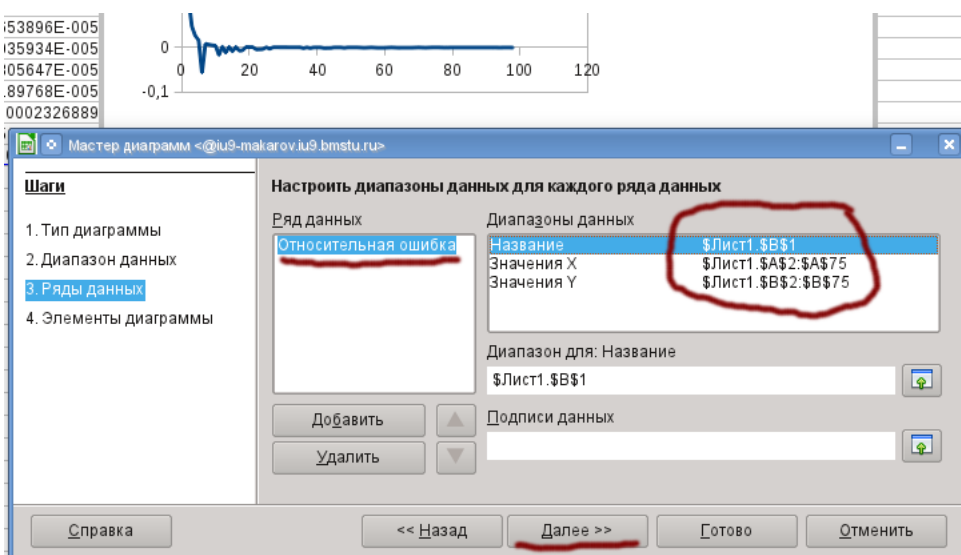 53896E-005
35934E-005
05647E-005
89768E-005
0002326889
0
-0,1
0 20 40 60 80 100 120
Мастер диаграмм <@iu9-makarov.iu9.bmstu.ru>
Шаги
1. Тип диаграммы
2. Диапазон данных
3. Ряды данных
4. Элементы диаграммы
Настроить диапазоны данных для каждого ряда данных
Ряд данных
Относительная ошибка
Добавить
Удалить
Диапазоны данных
Название $Лист1.$B$1
Значения X $Лист1.$A$2:$A$75
Значения Y $Лист1.$B$2:$B$75
Диапазон для: Название
$Лист1.$B$1
Подписи данных
Справка
<< Назад
Далее >>
Готово
Отменить